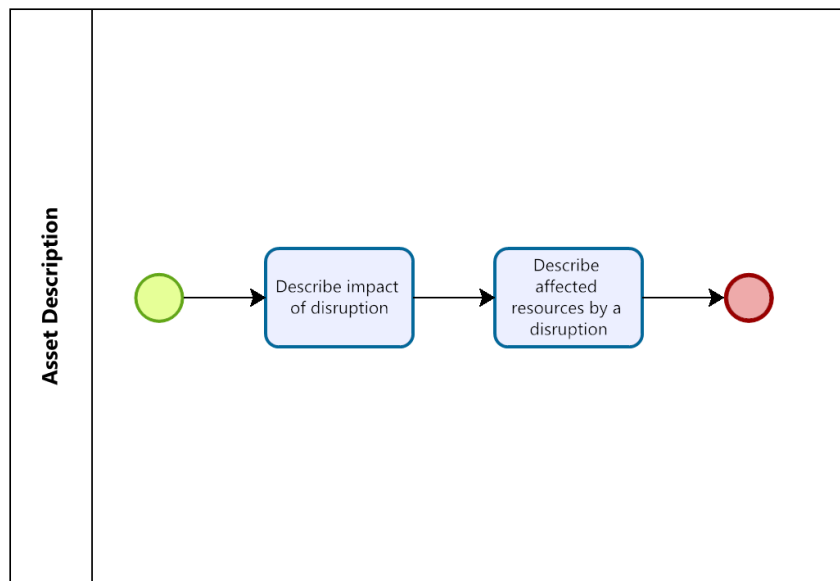 Asset Description
Describe impact
of disruption
Describe
affected
resources by a
disruption